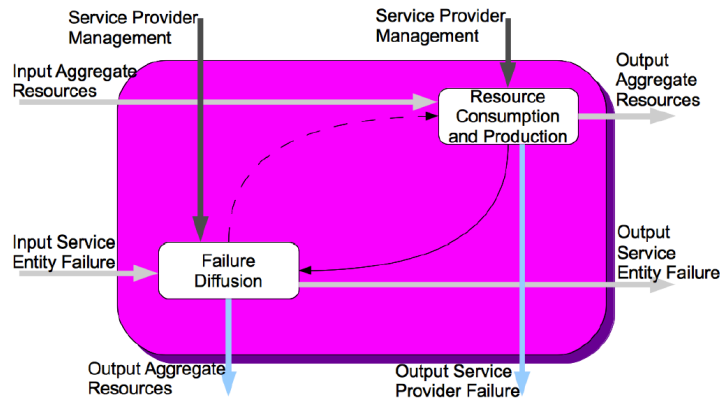 Service Provider
Management
Service Provider
Management
Input Aggregate
Resources
Output
Aggregate
Resources
Resource
Consumption
and Production
Input Service
Entity Failure
Failure
Diffusion
Output
Service
Entity Failure
Output Aggregate
Resources
Output Service
Provider Failure